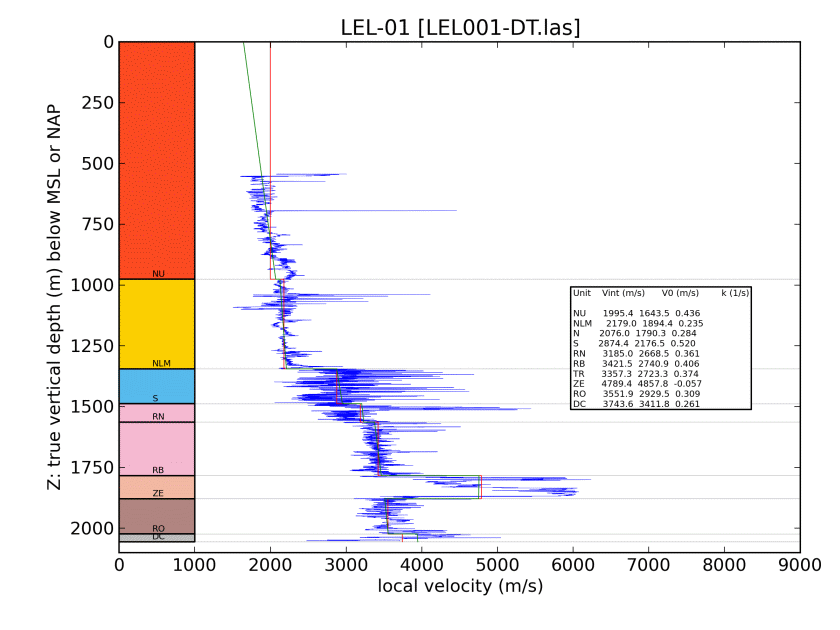 LEL-01 [LEL001-DT.las]
0
250
500
750
1000
1250
1500
1750
2000
Z: true vertical depth (m) below MSL or NAP
NU
NLM
S
RN
RB
ZE
RO
DC
Unit Vint (m/s) V0 (m/s) k (1/s)
NU 1995.4 1643.5 0.436
NLM 2179.0 1894.4 0.235
N 2076.0 1790.3 0.284
S 2874.4 2176.5 0.520
RN 3185.0 2668.5 0.361
RB 3421.5 2740.9 0.406
TR 3357.3 2723.3 0.374
ZE 4789.4 4857.8 -0.057
RO 3551.9 2929.5 0.309
DC 3743.6 3411.8 0.261
0 1000 2000 3000 4000 5000 6000 7000 8000 9000
local velocity (m/s)